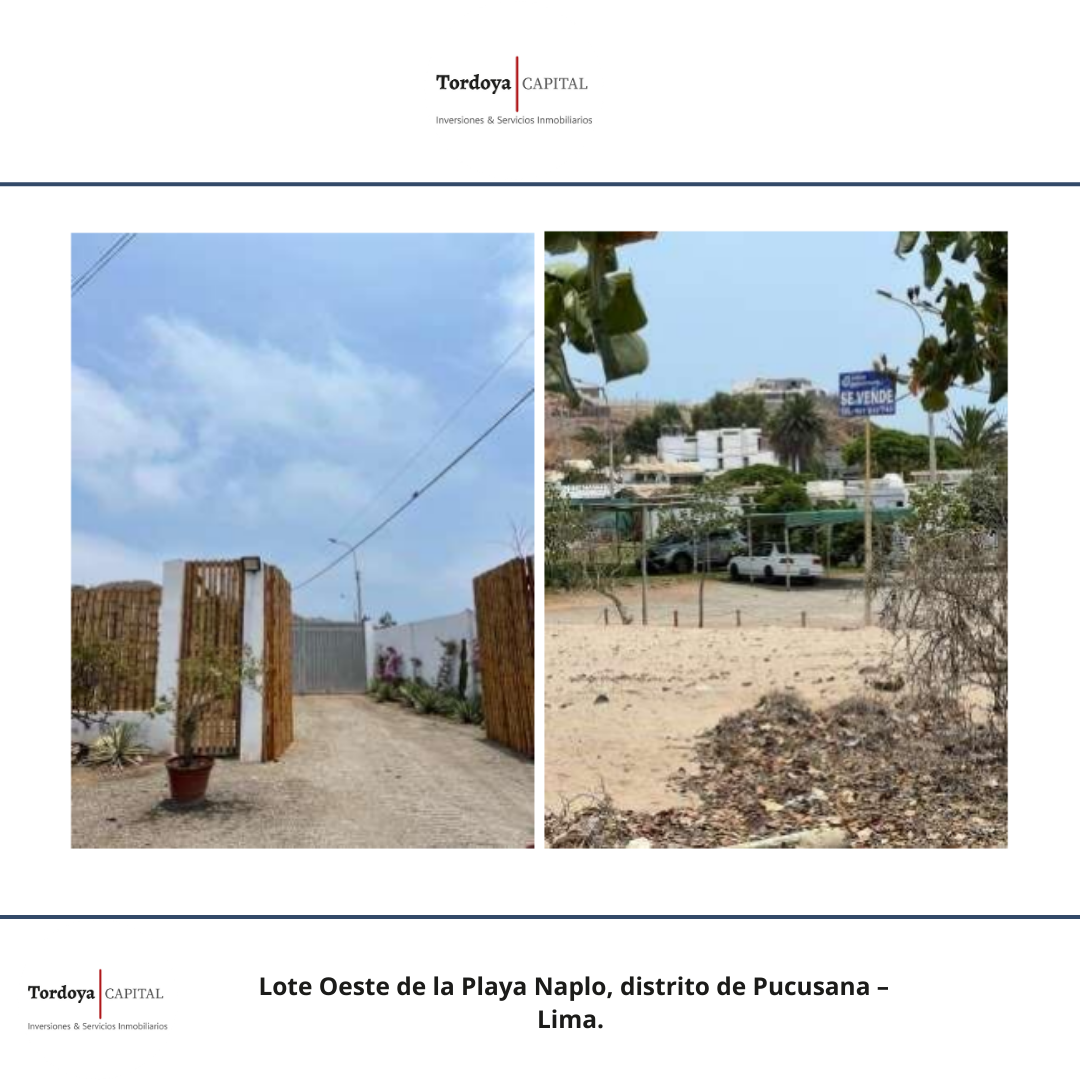 Tordoya CAPITAL
Inversiones & Servicios Inmobiliarios
SE VENDE
Tordoya CAPITAL
Inversiones & Servicios Inmobiliarios
Lote Oeste de la Playa Naplo, distrito de Pucusana –
Lima.